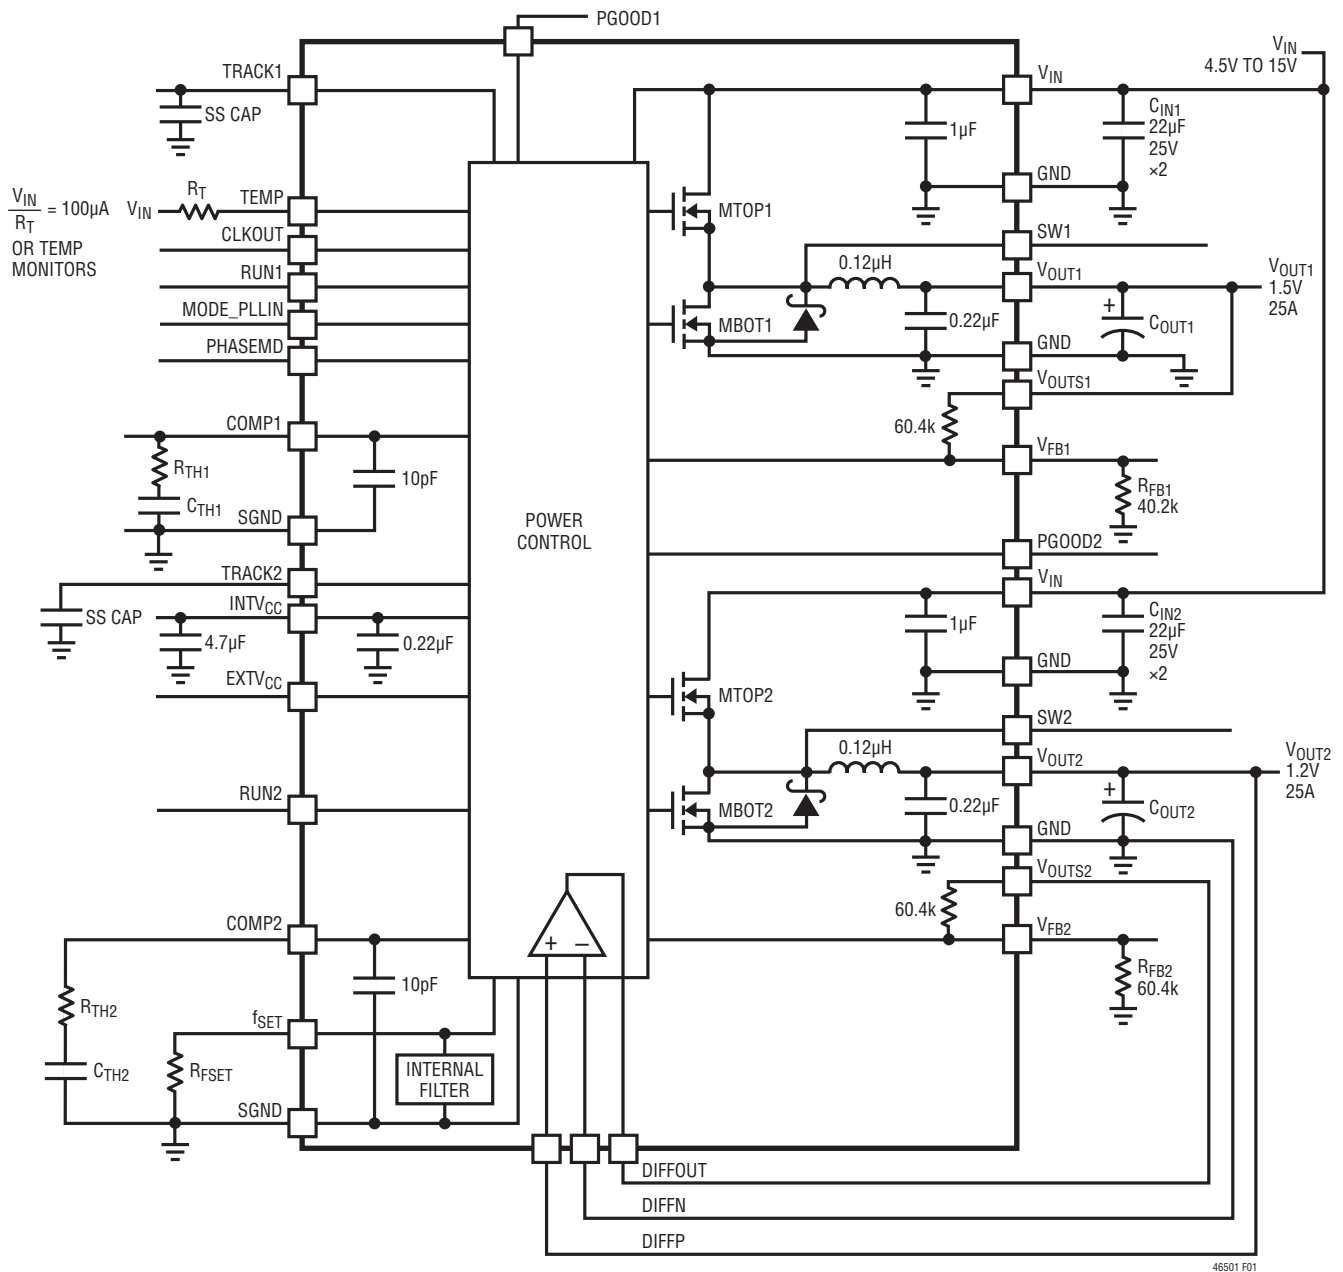 PGOOD1
TRACK1
SS CAP
VIN
RT
= 100µA
OR TEMP
MONITORS
VIN
RT
TEMP
CLKOUT
RUN1
MODE_PLLIN
PHASEMD
COMP1
RTH1
CTH1
10pF
SGND
TRACK2
SS CAP
INTVCC
4.7µF
0.22µF
EXTVCC
RUN2
COMP2
RTH2
CTH2
10pF
fSET
RFSET
INTERNAL
FILTER
SGND
POWER
CONTROL
+
–
VIN
VIN
4.5V TO 15V
1µF
CIN1
22µF
25V
×2
GND
MTOP1
SW1
0.12µH
VOUT1
VOUT1
1.5V
25A
MBOT1
0.22µF
+
COUT1
GND
VOUTS1
60.4k
VFB1
RFB1
40.2k
PGOOD2
VIN
1µF
CIN2
22µF
25V
×2
GND
MTOP2
SW2
0.12µH
VOUT2
VOUT2
1.2V
25A
MBOT2
0.22µF
+
COUT2
GND
VOUTS2
60.4k
VFB2
RFB2
60.4k
DIFFOUT
DIFFN
DIFFP
46501 F01